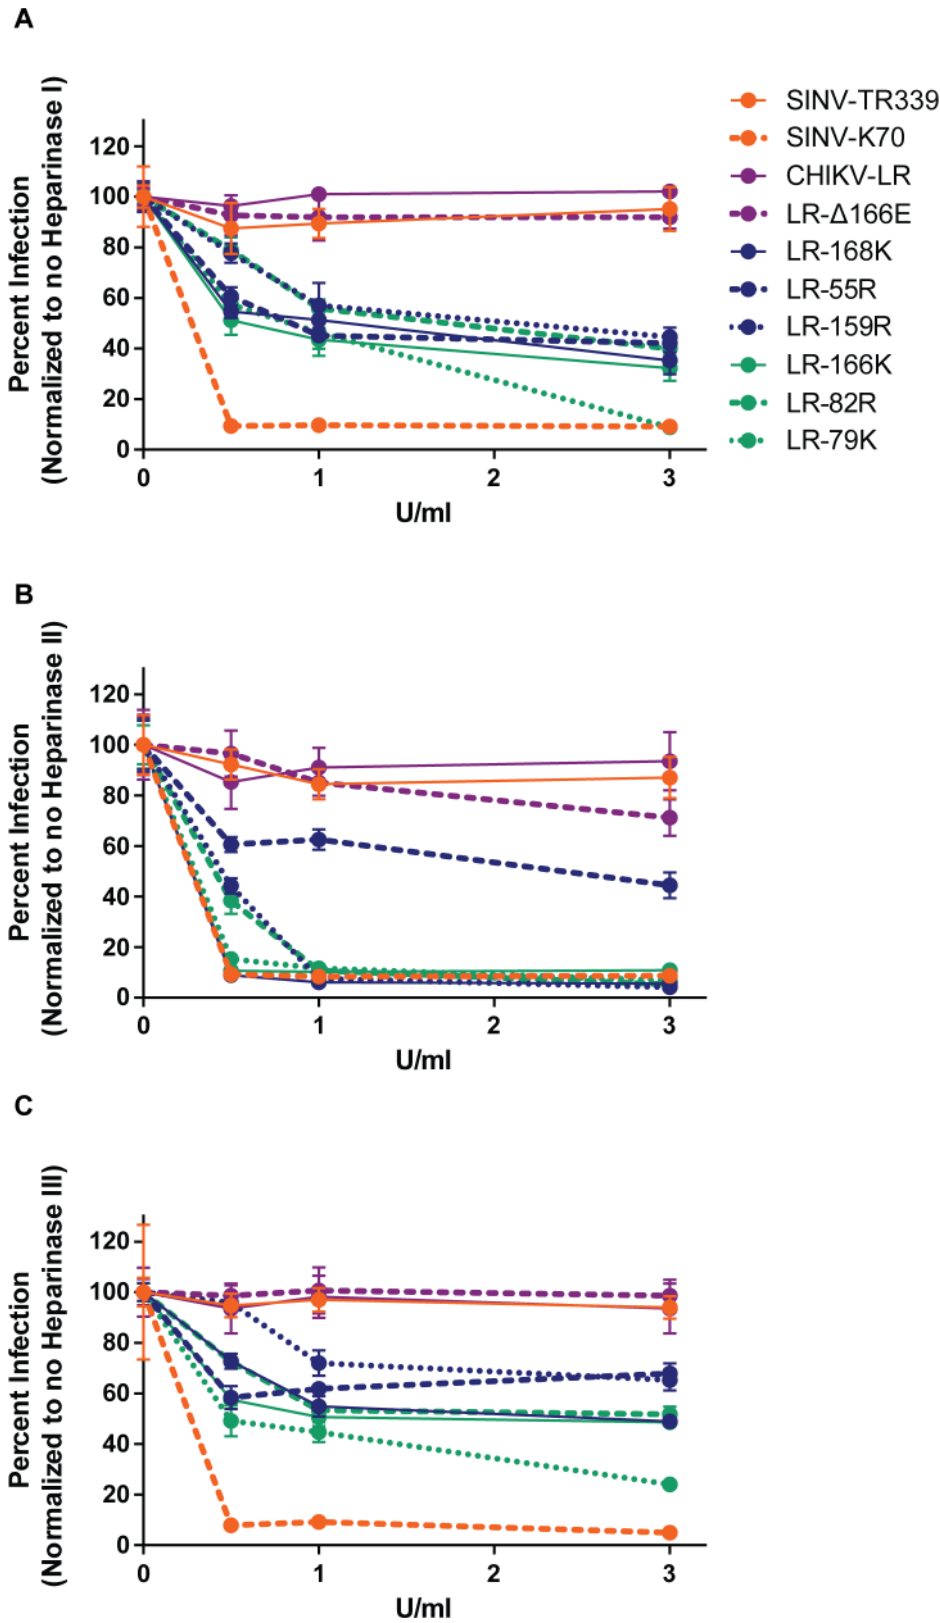 A
Percent Infection
(Normalized to no Heparinase I)
120
100
80
60
40
20
0
0 1 2 3
U/ml
SINV-TR339
SINV-K70
CHIKV-LR
LR-Δ166E
LR-168K
LR-55R
LR-159R
LR-166K
LR-82R
LR-79K
B
Percent Infection
(Normalized to no Heparinase II)
120
100
80
60
40
20
0
0 1 2 3
U/ml
C
Percent Infection
(Normalized to no Heparinase III)
120
100
80
60
40
20
0
0 1 2 3
U/ml